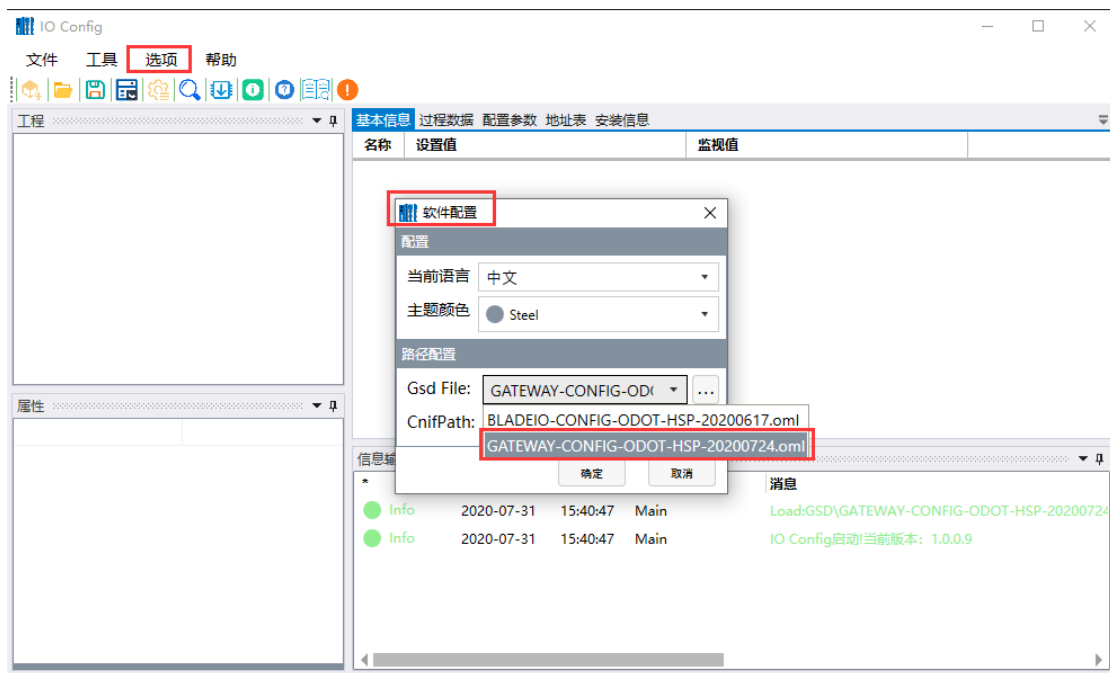 IO Config
文件 工具 选项 帮助
工程
基本信息 过程数据 配置参数 地址表 安装信息
名称 设置值 监视值
软件配置
配置
当前语言 中文
主题颜色 Steel
路径配置
Gsd File: GATEWAY-CONFIG-OD ...
CnifPath: BLADEIO-CONFIG-ODOT-HSP-20200617.oml
GATEWAY-CONFIG-ODOT-HSP-20200724.oml
确定 取消
属性
信息输
* 消息
Info 2020-07-31 15:40:47 Main Load:GSD\GATEWAY-CONFIG-ODOT-HSP-20200724
Info 2020-07-31 15:40:47 Main IO Config启动!当前版本：1.0.0.9